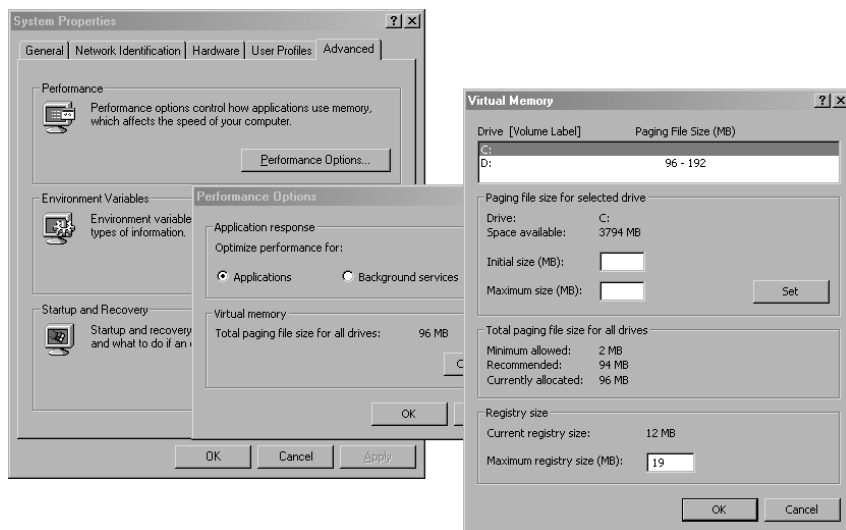 System Properties
General
Network Identification
Hardware
User Profiles
Advanced
Performance
Performance options control how applications use memory,
which affects the speed of your computer.
Performance Options...
Environment Variables
Environment variable
types of information.
Startup and Recovery
Startup and recovery
and what to do if an
OK
Cancel
Apply
Performance Options
Application response
Optimize performance for:
Applications
Background services
Virtual memory
Total paging file size for all drives: 96 MB
OK
Virtual Memory
Drive [Volume Label] Paging File Size (MB)
C:
D: 96 - 192
Paging file size for selected drive
Drive: C:
Space available: 3794 MB
Initial size (MB):
Maximum size (MB):
Set
Total paging file size for all drives
Minimum allowed: 2 MB
Recommended: 94 MB
Currently allocated: 96 MB
Registry size
Current registry size: 12 MB
Maximum registry size (MB): 19
OK
Cancel